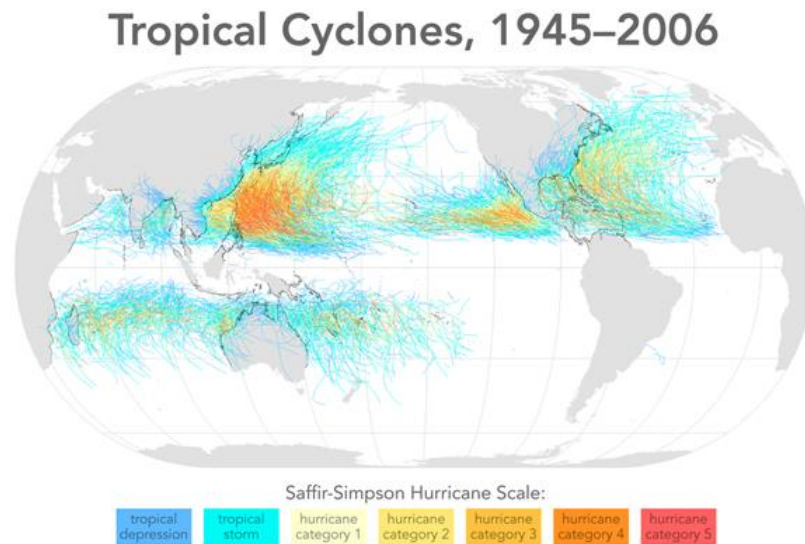 Tropical Cyclones, 1945–2006
Saffir-Simpson Hurricane Scale:
tropical depression
tropical storm
hurricane category 1
hurricane category 2
hurricane category 3
hurricane category 4
hurricane category 5